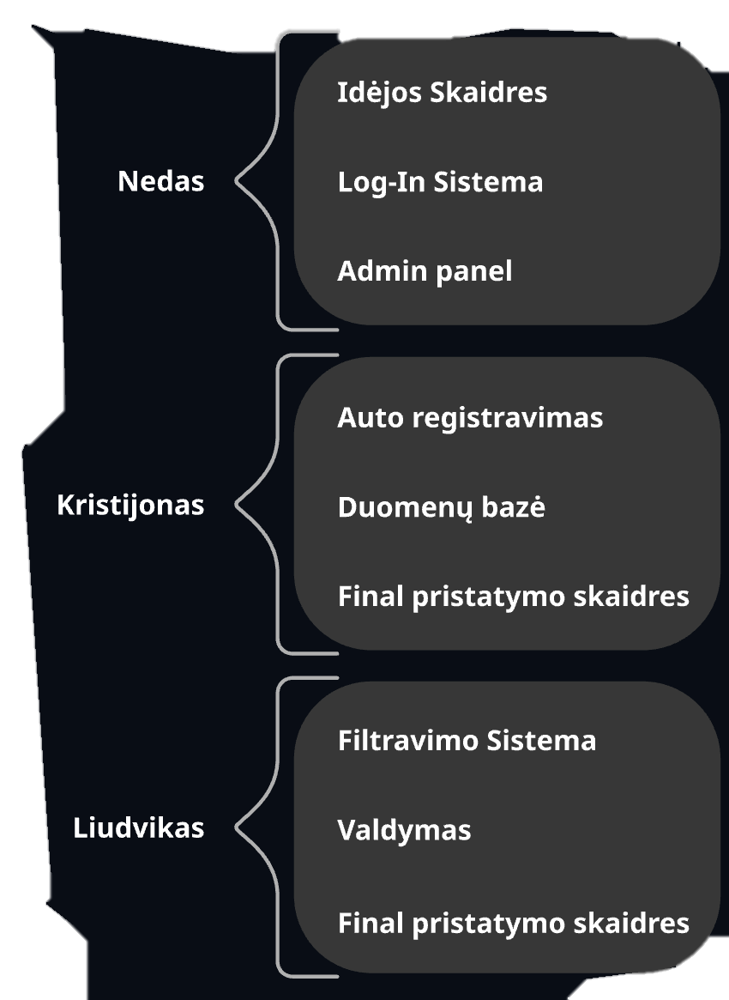 Idėjos Skaidres
Nedas
Log-In Sistema
Admin panel
Auto registravimas
Kristijonas
Duomenų bazė
Final pristatymo skaidres
Filtravimo Sistema
Liudvikas
Valdymas
Final pristatymo skaidres